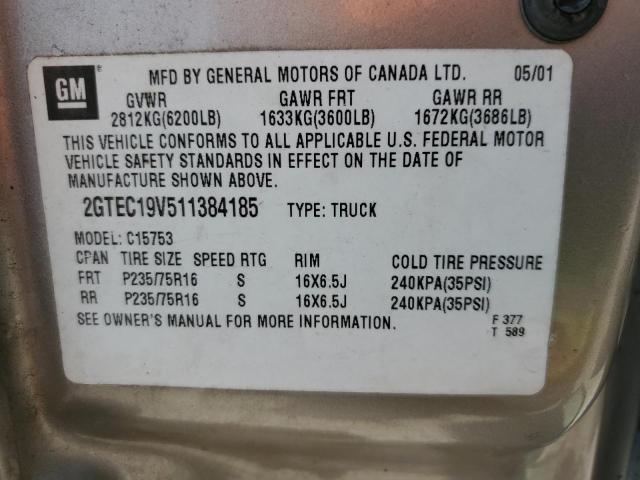 GM ® MFD BY GENERAL MOTORS OF CANADA LTD. 05/01
GVWR GAWR FRT GAWR RR
2812KG(6200LB) 1633KG(3600LB) 1672KG(3686LB)
THIS VEHICLE CONFORMS TO ALL APPLICABLE U.S. FEDERAL MOTOR
VEHICLE SAFETY STANDARDS IN EFFECT ON THE DATE OF
MANUFACTURE SHOWN ABOVE.
2GTEC19V511384185 TYPE: TRUCK
MODEL: C15753
CPAN TIRE SIZE SPEED RTG RIM COLD TIRE PRESSURE
FRT P235/75R16 S 16X6.5J 240KPA(35PSI)
RR P235/75R16 S 16X6.5J 240KPA(35PSI)
SEE OWNER'S MANUAL FOR MORE INFORMATION. F 377
T 589